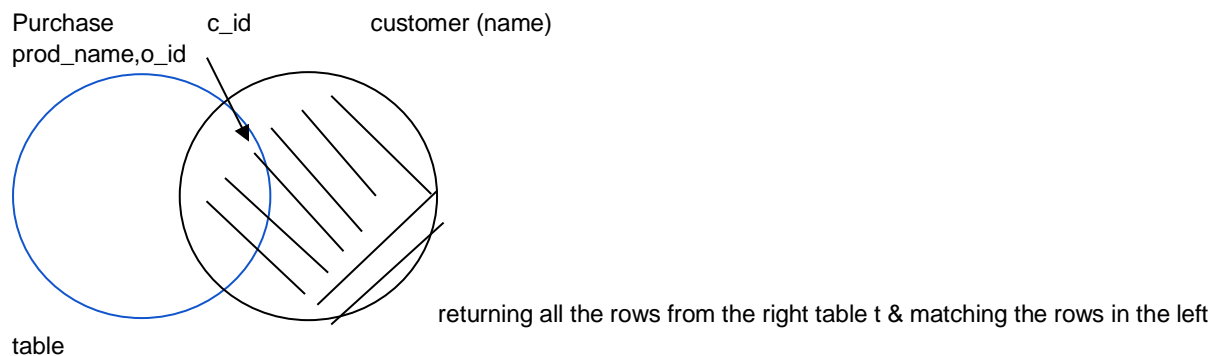 Purchase c_id customer (name)
prod_name,o_id
returning all the rows from the right table t & matching the rows in the left
table